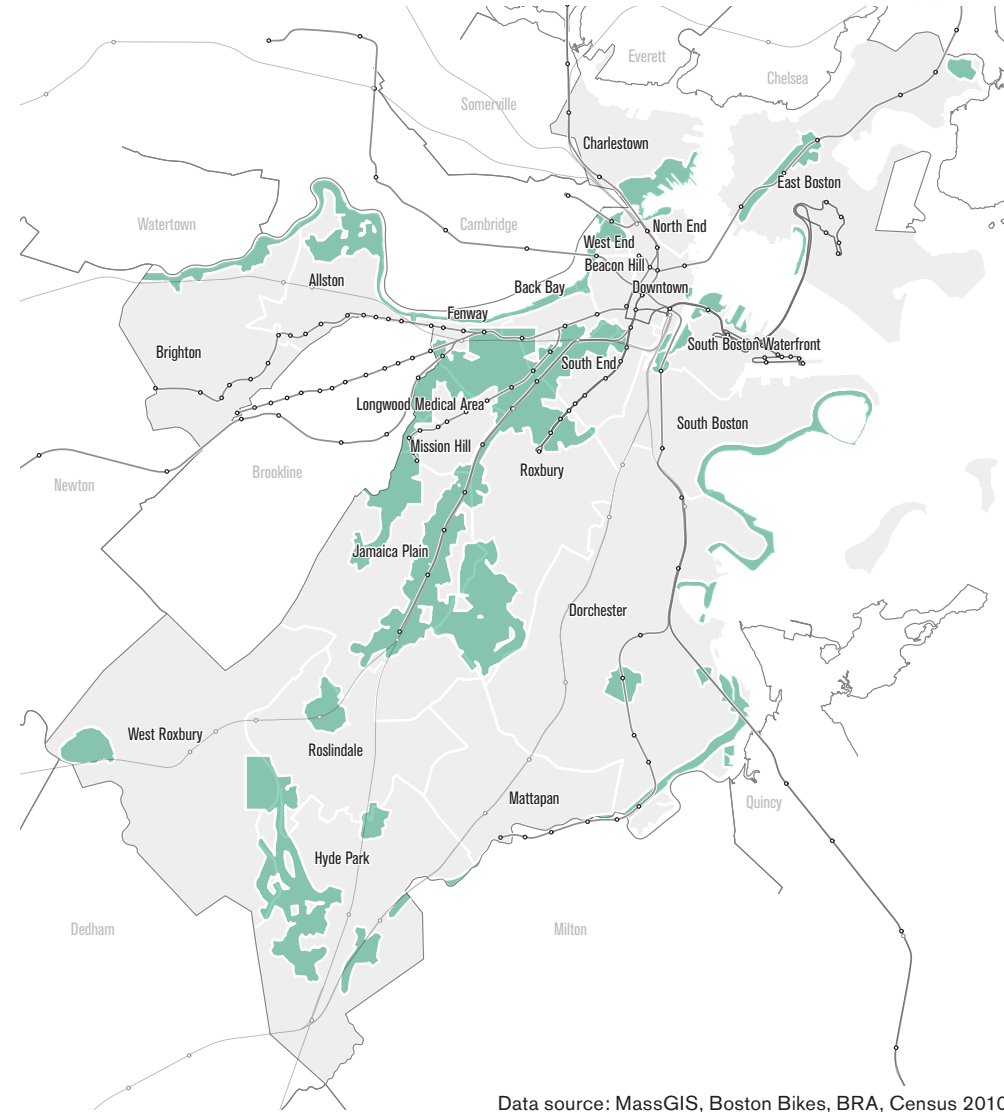 Everett
Chelsea
Somerville
Charlestown
East Boston
Watertown
Cambridge
North End
West End
Beacon Hill
Allston
Back Bay
Downtown
Fenway
Brighton
South Boston Waterfront
South End
Longwood Medical Area
South Boston
Mission Hill
Roxbury
Brookline
Newton
Jamaica Plain
Dorchester
West Roxbury
Roslindale
Mattapan
Quincy
Hyde Park
Dedham
Milton
Data source: MassGIS, Boston Bikes, BRA, Census 2010